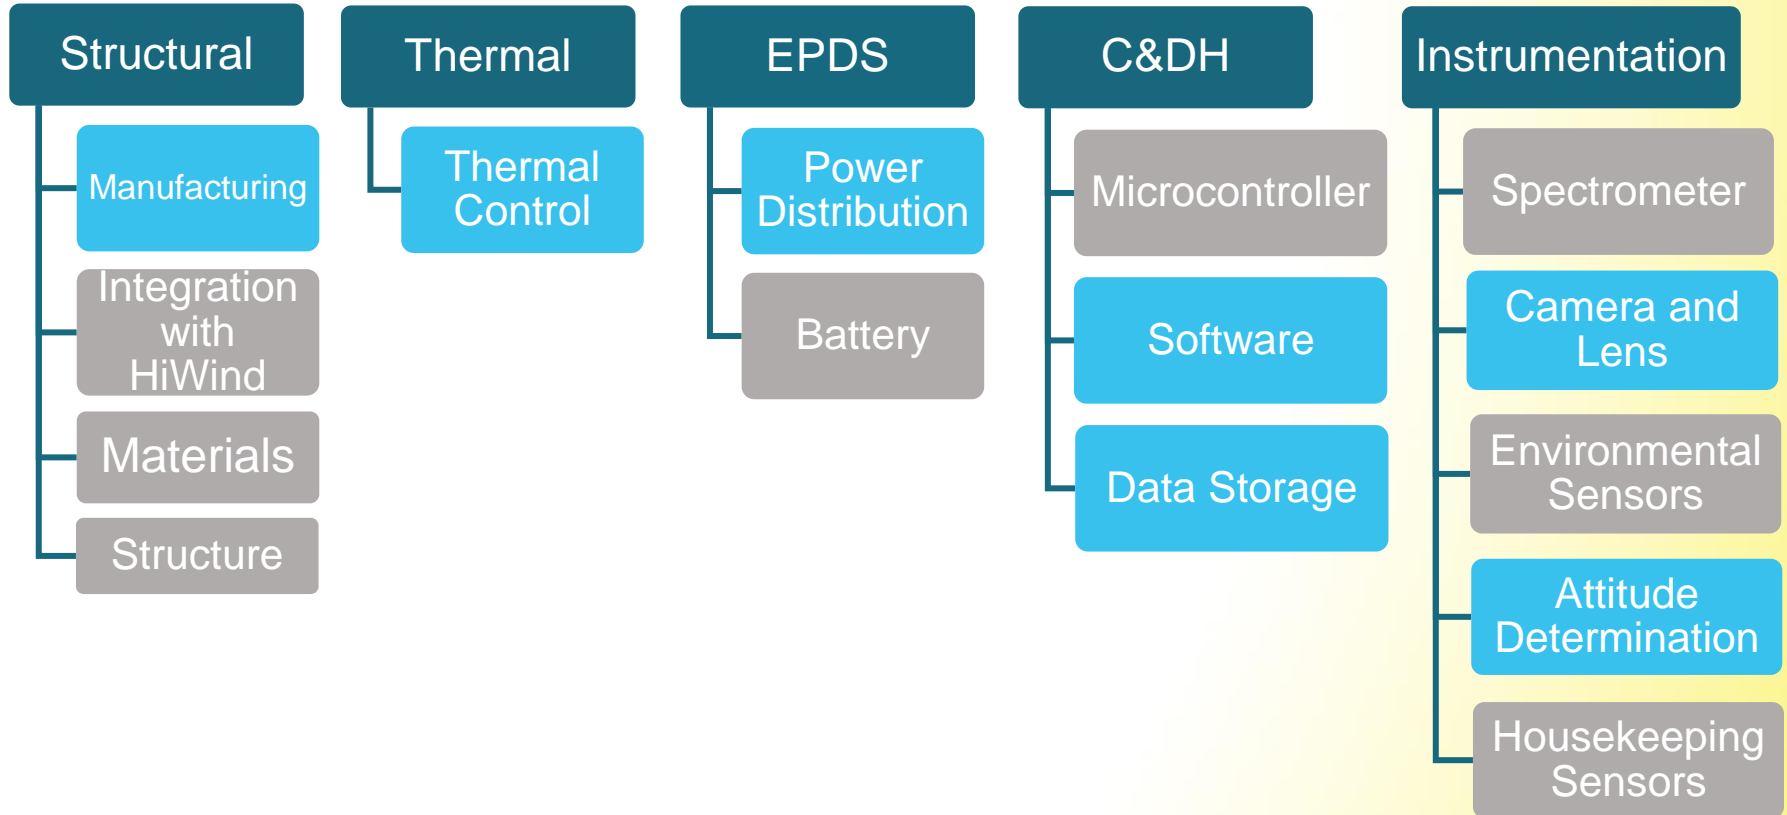 Structural
Manufacturing
Integration
with
HiWind
Materials
Structure
Thermal
Thermal
Control
EPDS
Power
Distribution
Battery
C&DH
Microcontroller
Software
Data Storage
Instrumentation
Spectrometer
Camera and
Lens
Environmental
Sensors
Attitude
Determination
Housekeeping
Sensors